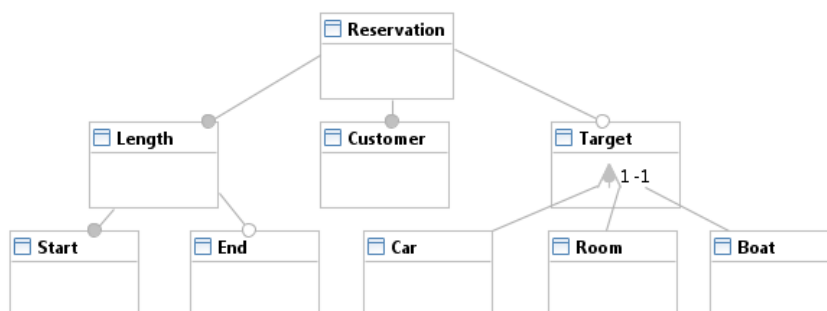 Reservation
Length
Customer
Target
1 -1
Start
End
Car
Room
Boat